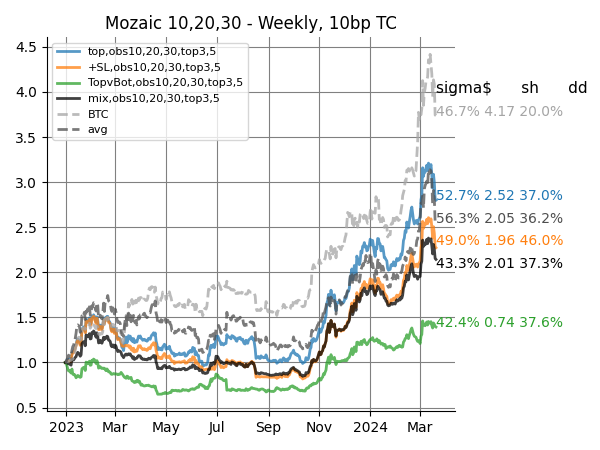 Mozaic 10,20,30 - Weekly, 10bp TC
top,obs10,20,30,top3,5
+SL,obs10,20,30,top3,5
TopvBot,obs10,20,30,top3,5
mix,obs10,20,30,top3,5
BTC
avg
4.5
4.0
3.5
3.0
2.5
2.0
1.5
1.0
0.5
2023 Mar May Jul Sep Nov 2024 Mar
sigma$ sh dd
46.7% 4.17 20.0%
52.7% 2.52 37.0%
56.3% 2.05 36.2%
49.0% 1.96 46.0%
43.3% 2.01 37.3%
42.4% 0.74 37.6%